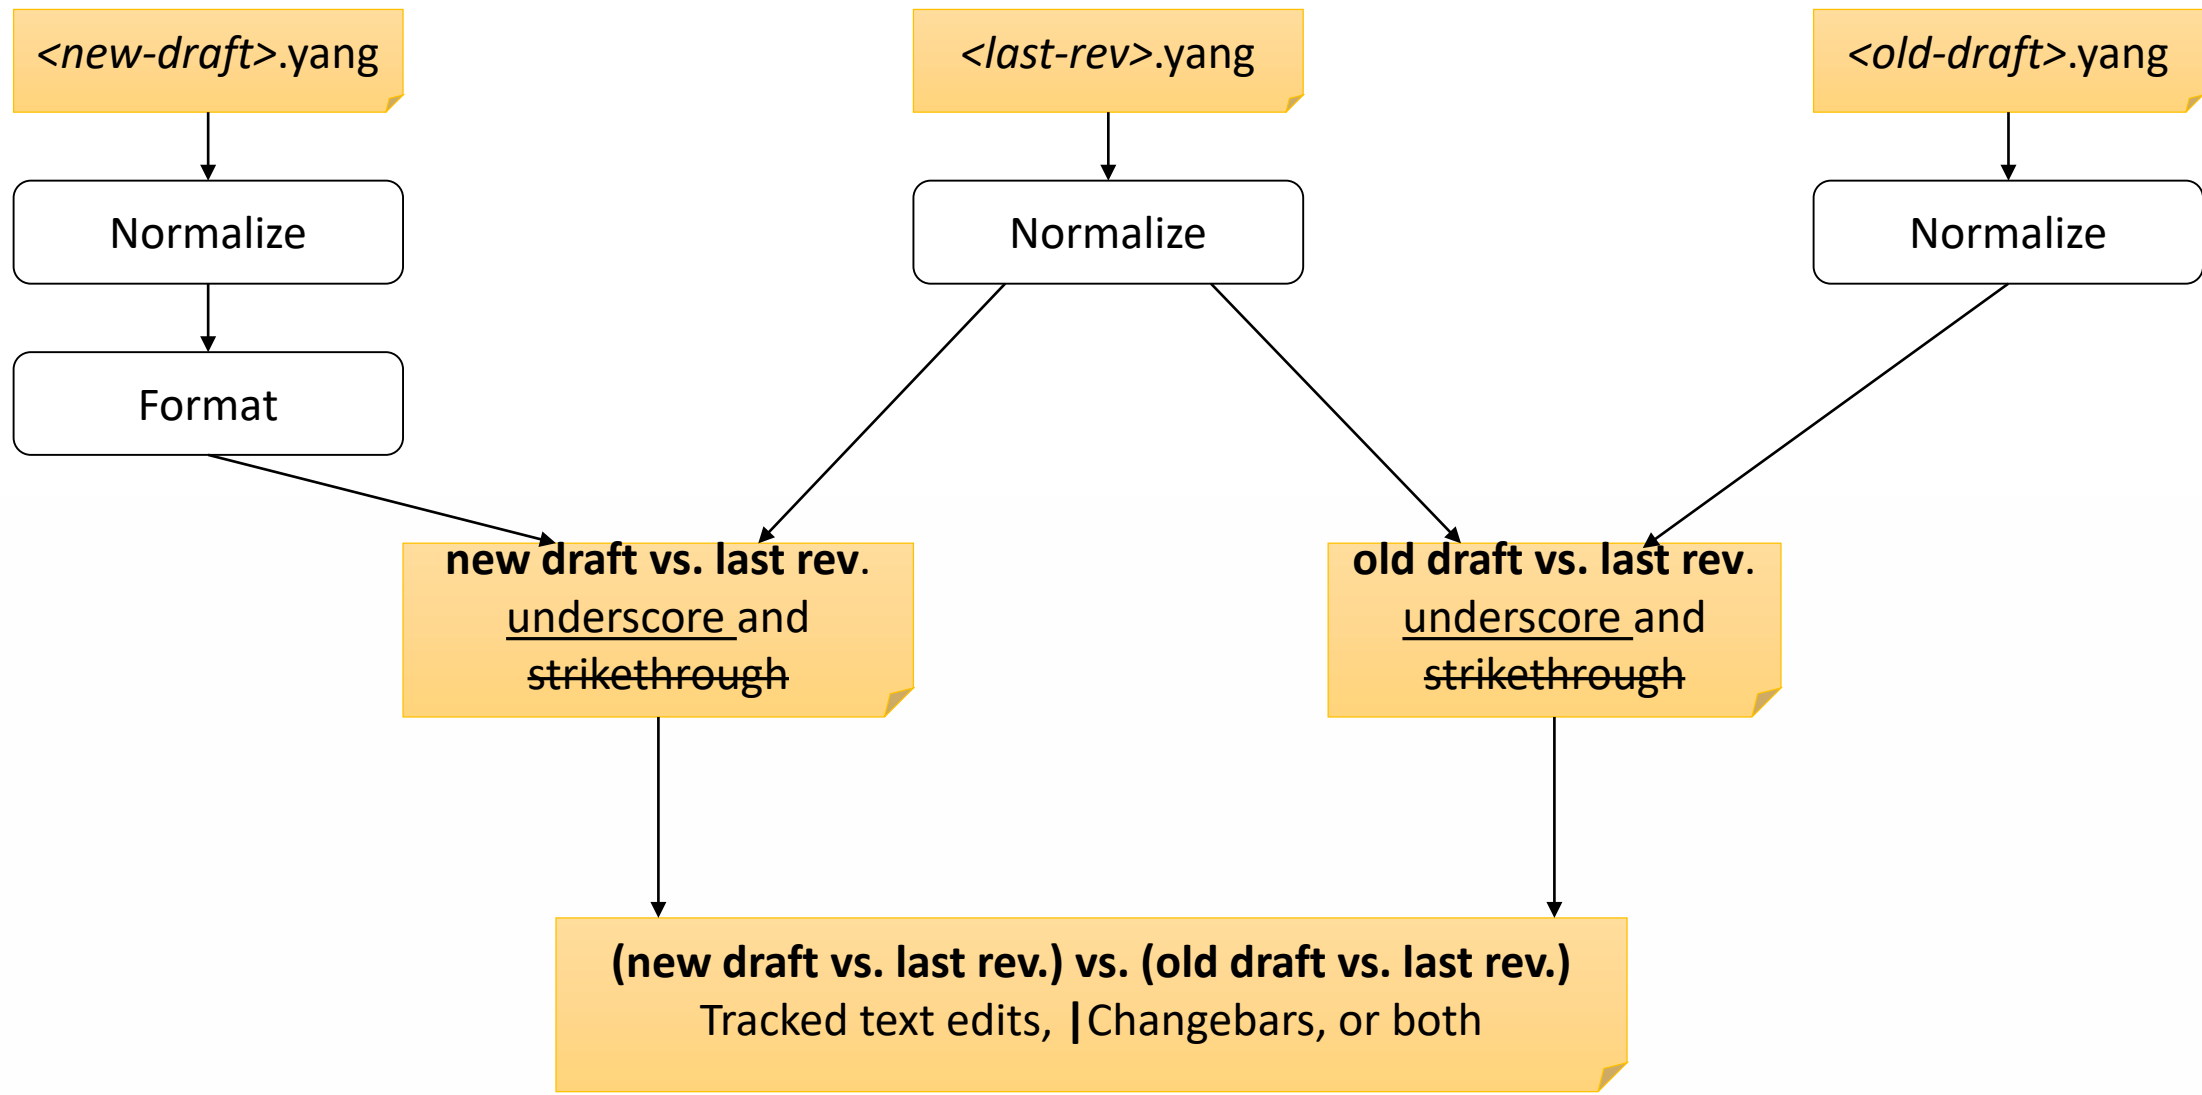 <new-draft>.yang
<last-rev>.yang
<old-draft>.yang
Normalize
Normalize
Normalize
Format
new draft vs. last rev.
underscore and
strikethrough
old draft vs. last rev.
underscore and
strikethrough
(new draft vs. last rev.) vs. (old draft vs. last rev.)
Tracked text edits, |Changebars, or both